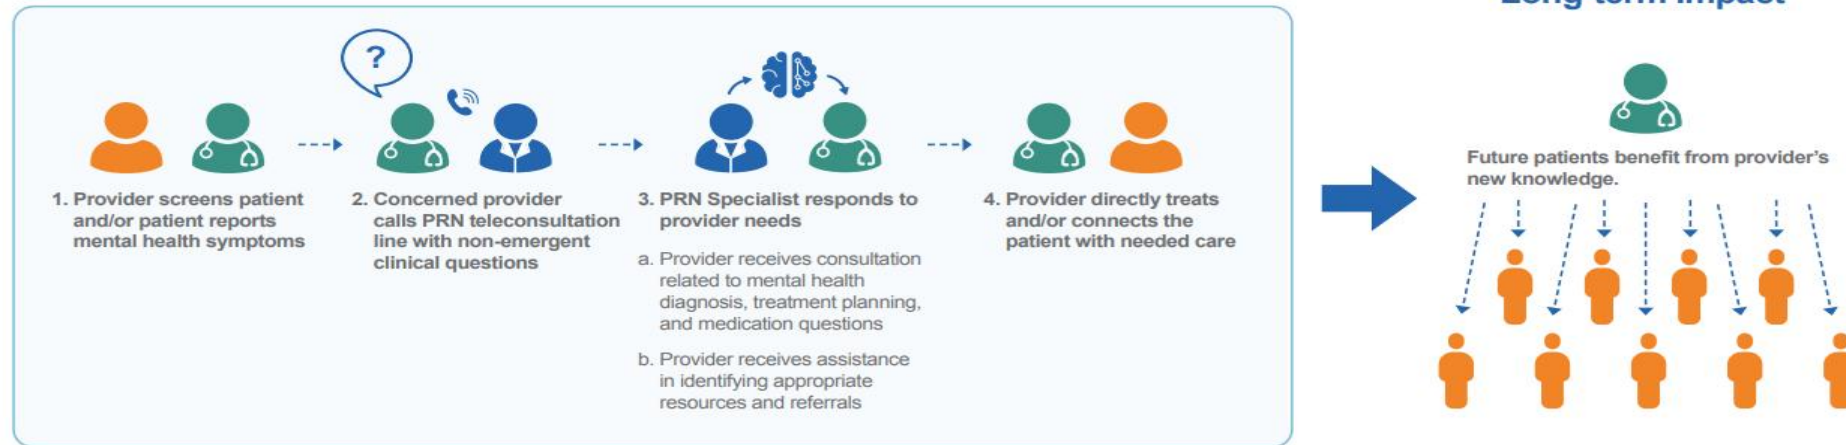 Long-term Impact
?
1. Provider screens patient
and/or patient reports
mental health symptoms
2. Concerned provider
calls PRN teleconsultation
line with non-emergent
clinical questions
3. PRN Specialist responds to
provider needs
a. Provider receives consultation
related to mental health
diagnosis, treatment planning,
and medication questions
b. Provider receives assistance
in identifying appropriate
resources and referrals
4. Provider directly treats
and/or connects the
patient with needed care
Future patients benefit from provider's
new knowledge.